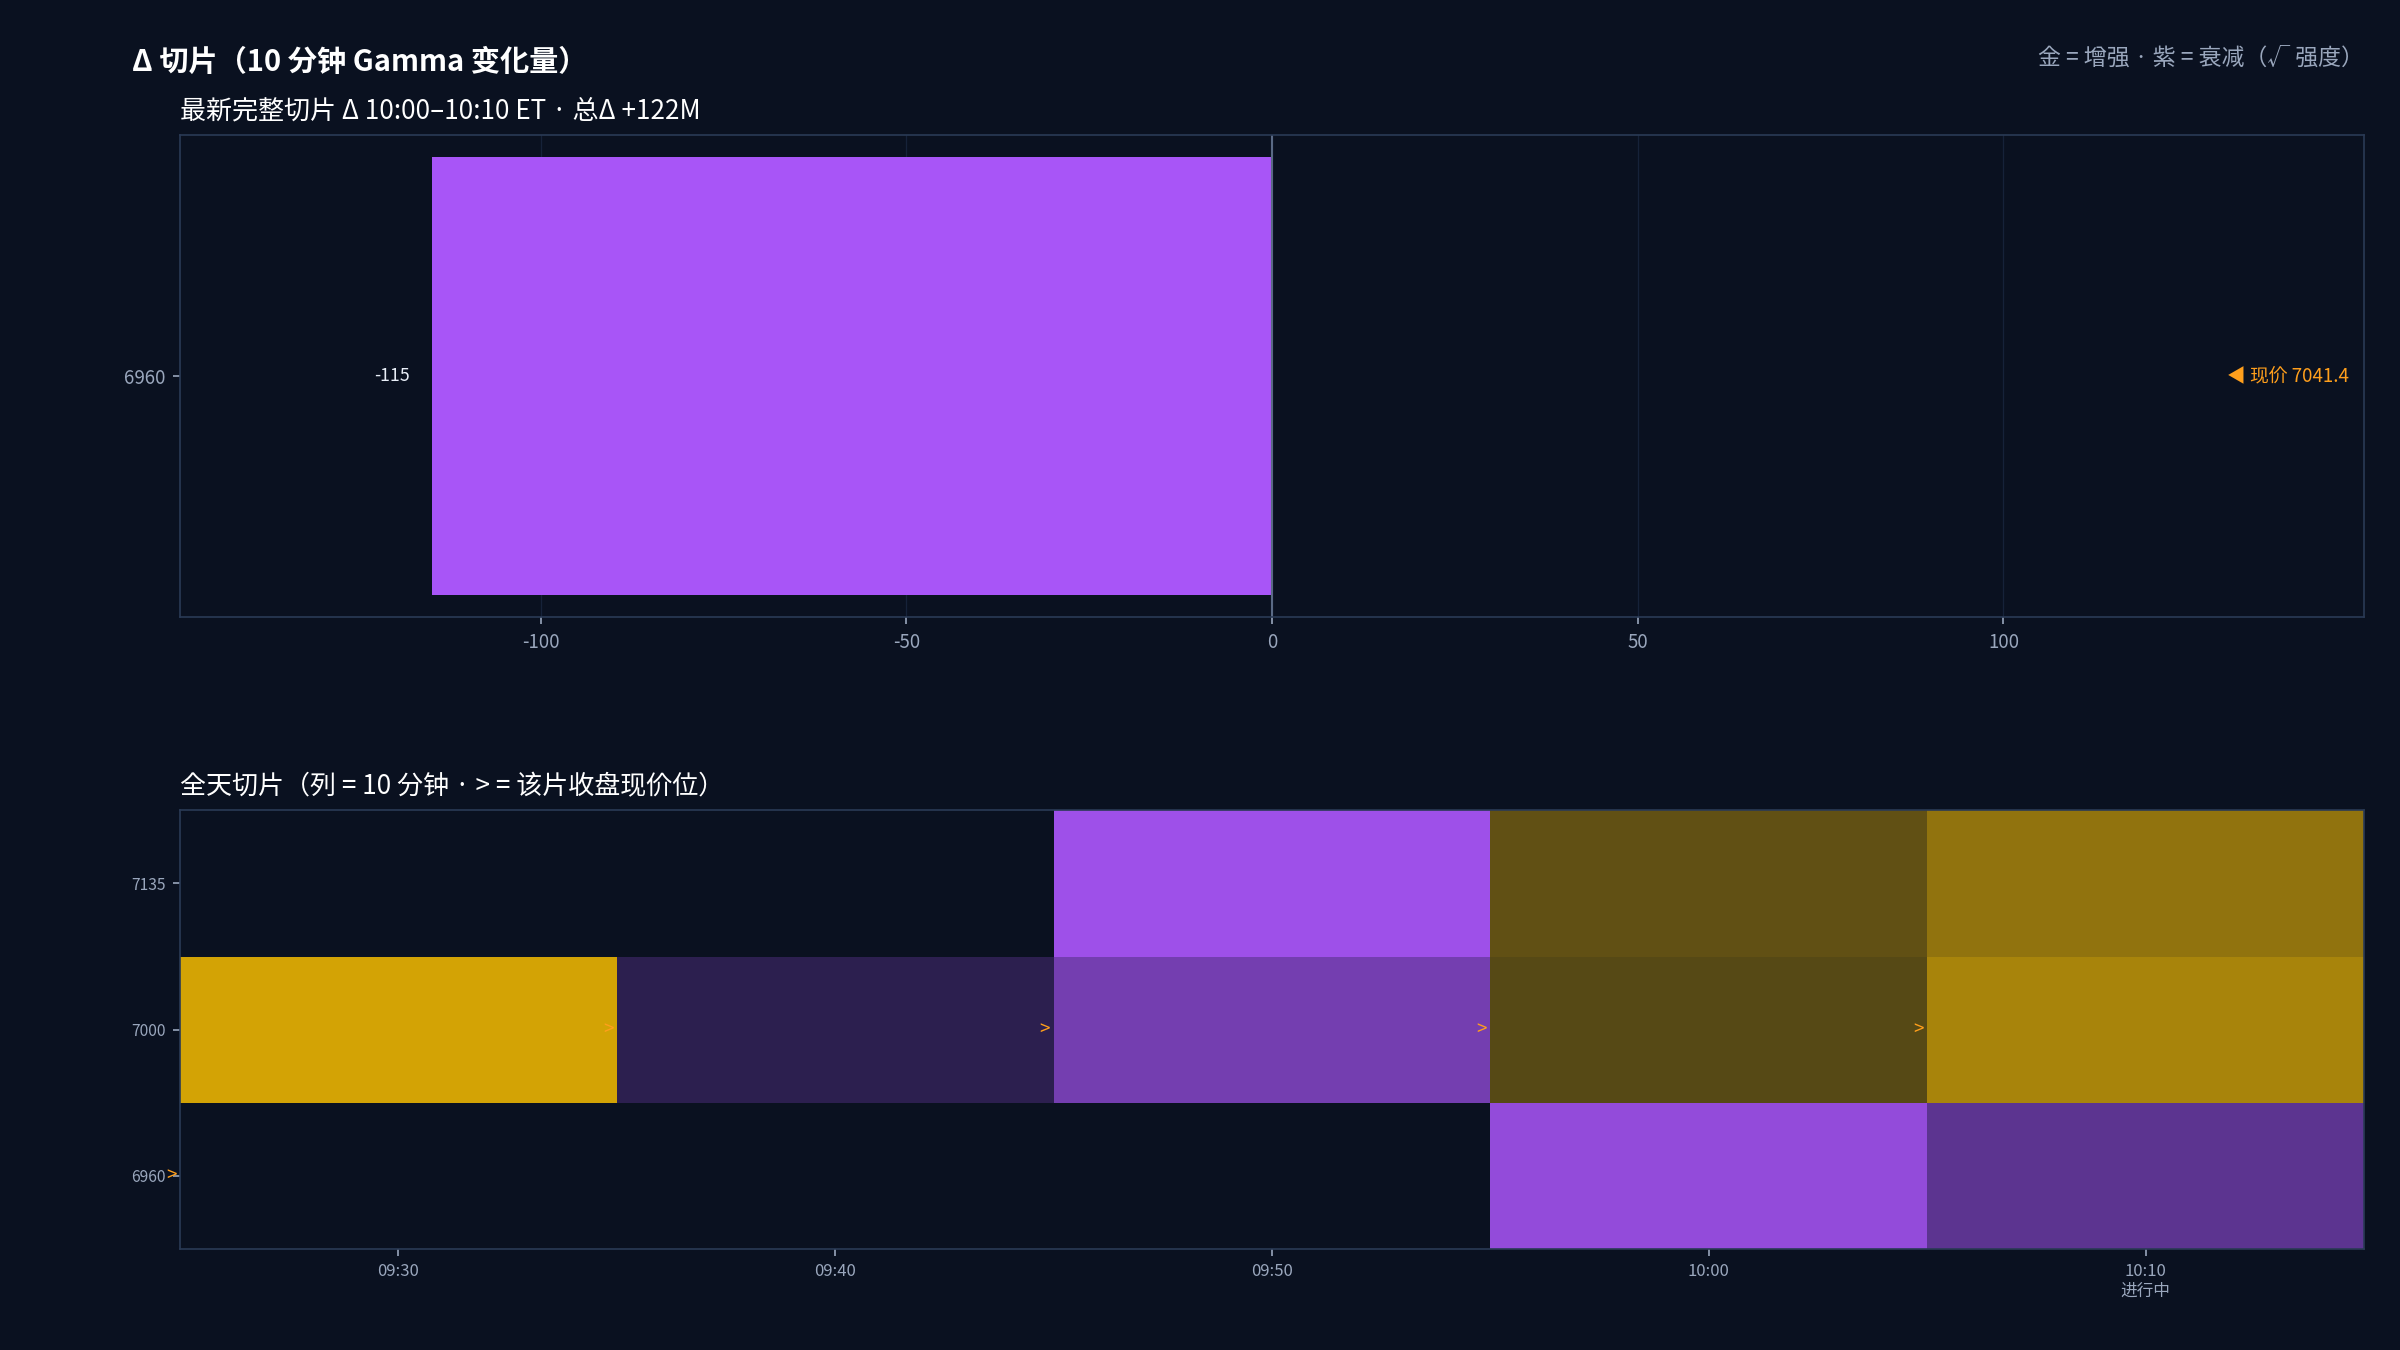 Δ 切片（10 分钟 Gamma 变化量）
金 = 增强 · 紫 = 衰减（√ 强度）
最新完整切片 Δ 10:00–10:10 ET · 总Δ +122M
6960
-115
◀ 现价 7041.4
-100
-50
0
50
100
全天切片（列 = 10 分钟 · > = 该片收盘现价位）
7135
7000
> > > >
6960
>
09:30
09:40
09:50
10:00
10:10
进行中